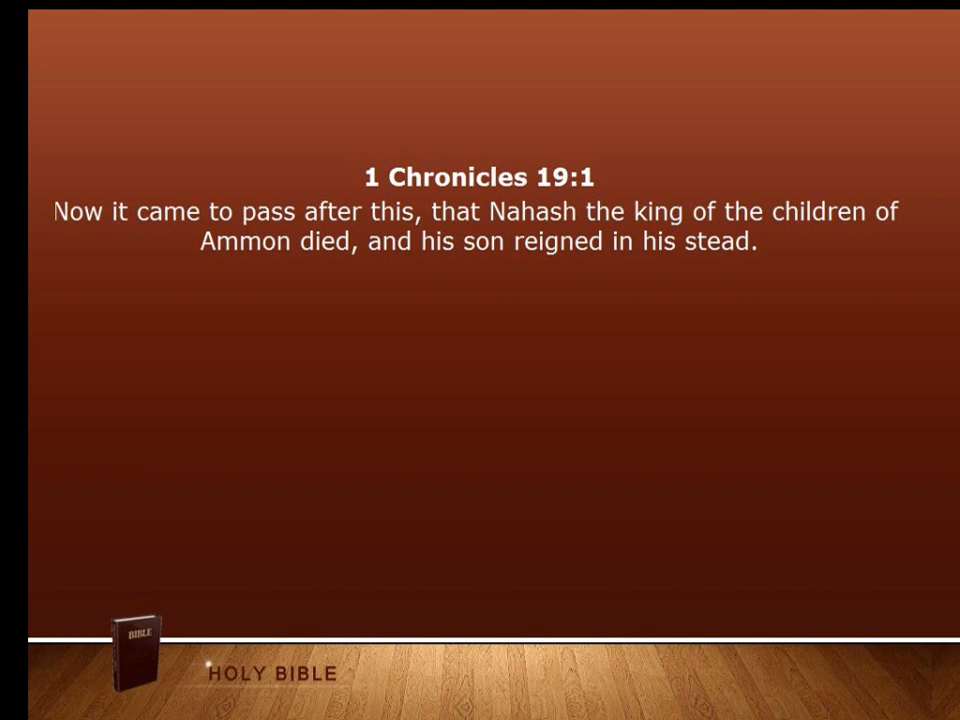 1 Chronicles 19:1
Now it came to pass after this, that Nahash the king of the children of
Ammon died, and his son reigned in his stead.
BIBLE
HOLY BIBLE